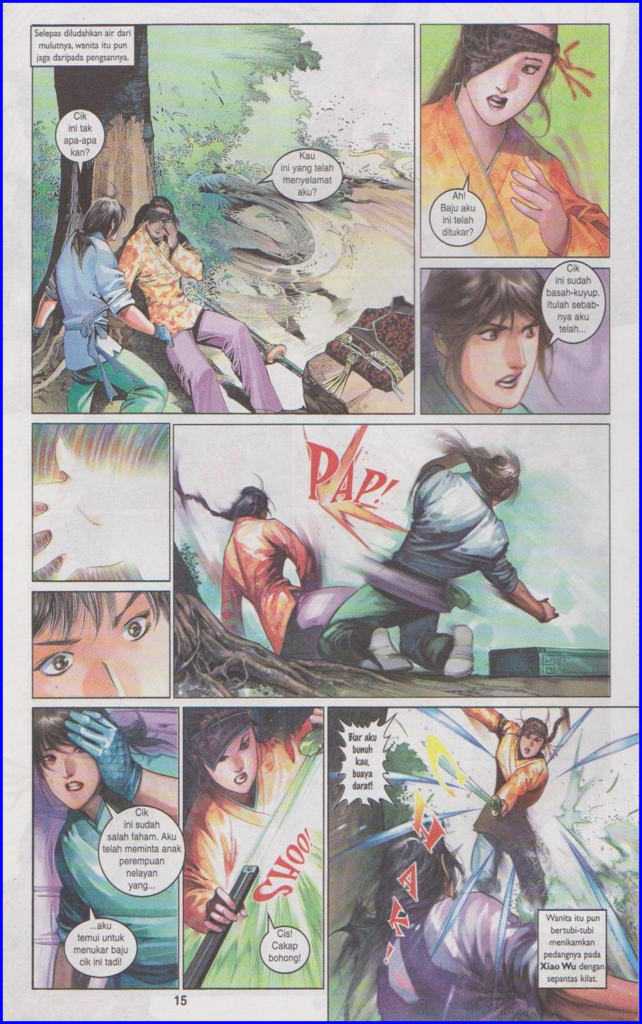 Selepas diludahkan air dari
mulutnya, wanita itu pun
jaga daripada pengsannya.
Cik
ini tak
apa-apa
kan?
Kau
ini yang telah
menyelamat
aku?
Ah!
Baju aku
ini telah
ditukar?
Cik
ini sudah
basah-kuyup.
Itulah sebab-
nya aku
telah...
PAP!
Cik
ini sudah
salah faham. Aku
telah meminta anak
perempuan
nelayan
yang...
...aku
temui untuk
menukar baju
cik ini tadi!
SHOO!
Cis!
Cakap
bohong!
Biar aku
bunuh
kau,
buaya
darat!
Wanita itu pun
bertubi-tubi
menikamkan
pedangnya pada
Xiao Wu dengan
sepantas kilat.
15